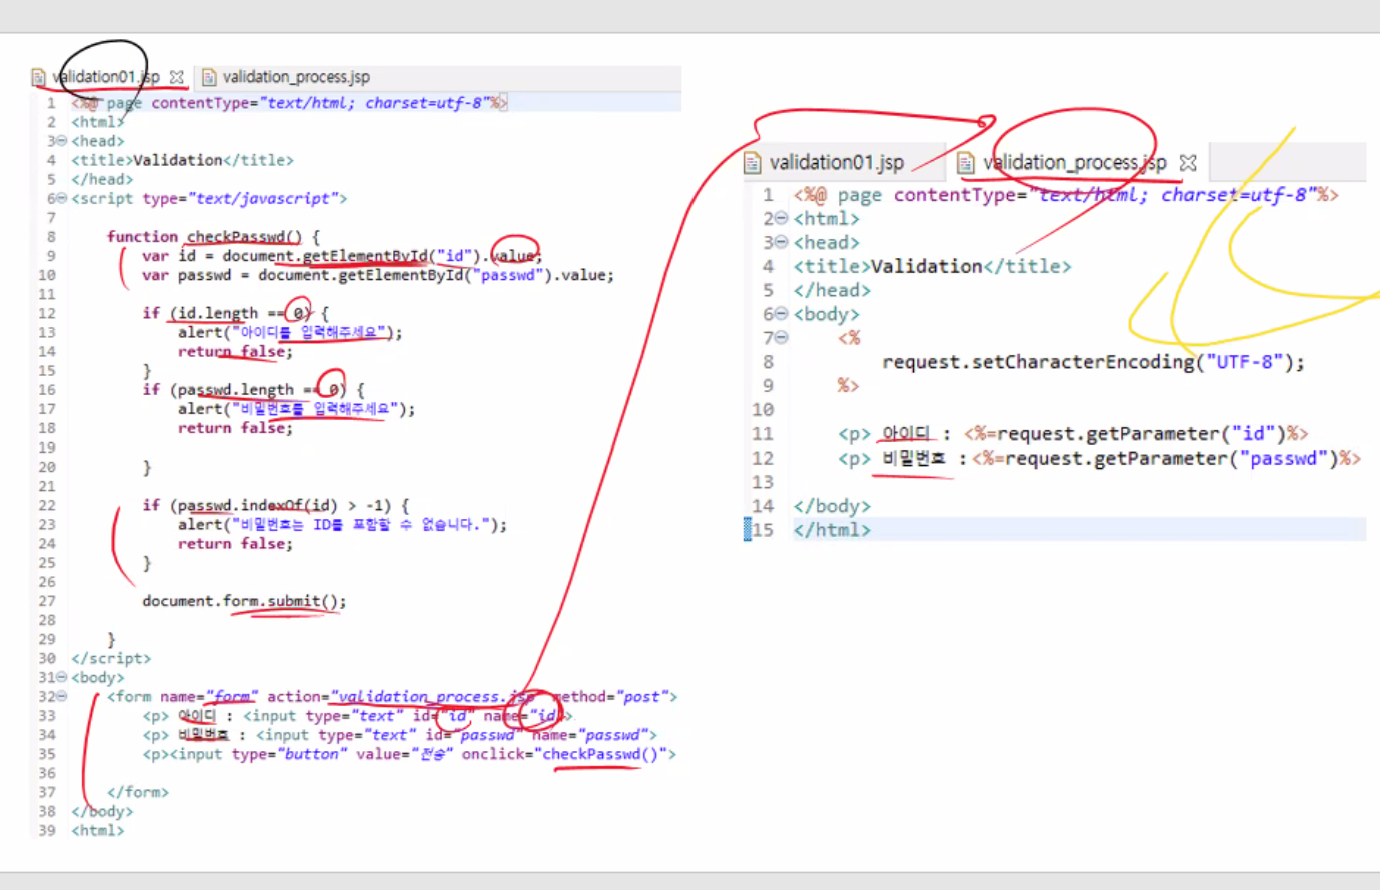 validation01.jsp validation_process.jsp
1 <%@ page contentType="text/html; charset=utf-8"%>
2 <html>
3 <head>
4 <title>Validation</title>
5 </head>
6 <script type="text/javascript">
7
8 function checkPasswd() {
9 var id = document.getElementById("id").value;
10 var passwd = document.getElementById("passwd").value;
11
12 if (id.length == 0) {
13 alert("아이디를 입력해주세요");
14 return false;
15 }
16 if (passwd.length == 0) {
17 alert("비밀번호를 입력해주세요");
18 return false;
19
20 }
21
22 if (passwd.indexOf(id) > -1) {
23 alert("비밀번호는 ID를 포함할 수 없습니다.");
24 return false;
25 }
26
27 document.form.submit();
28
29 }
30 </script>
31 <body>
32 <form name="form" action="validation_process.jsp" method="post">
33 <p> 아이디 : <input type="text" id="id" name="id">
34 <p> 비밀번호 : <input type="text" id="passwd" name="passwd">
35 <p><input type="button" value="전송" onclick="checkPasswd()">
36
37 </form>
38 </body>
39 <html>
validation01.jsp validation_process.jsp
1 <%@ page contentType="text/html; charset=utf-8"%>
2 <html>
3 <head>
4 <title>Validation</title>
5 </head>
6 <body>
7 <%
8 request.setCharacterEncoding("UTF-8");
9 %>
10
11 <p> 아이디 : <%=request.getParameter("id")%>
12 <p> 비밀번호 :<%=request.getParameter("passwd")%>
13
14 </body>
15 </html>